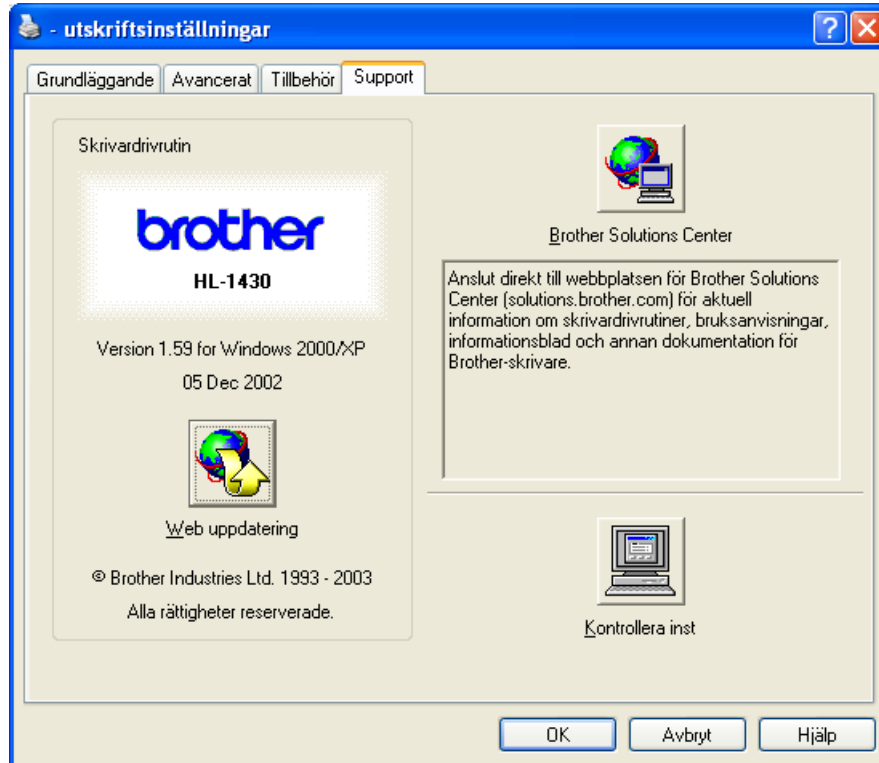 - utskriftsinställningar
Grundläggande
Avancerat
Tillbehör
Support
Skrivardrivrutin
brother
HL-1430
Version 1.59 for Windows 2000/XP
05 Dec 2002
Web uppdatering
© Brother Industries Ltd. 1993 - 2003
Alla rättigheter reserverade.
Brother Solutions Center
Anslut direkt till webbplatsen för Brother Solutions
Center (solutions.brother.com) för aktuell
information om skrivardrivrutiner, bruksanvisningar,
informationsblad och annan dokumentation för
Brother-skrivare.
Kontrollera inst
OK
Avbryt
Hjälp